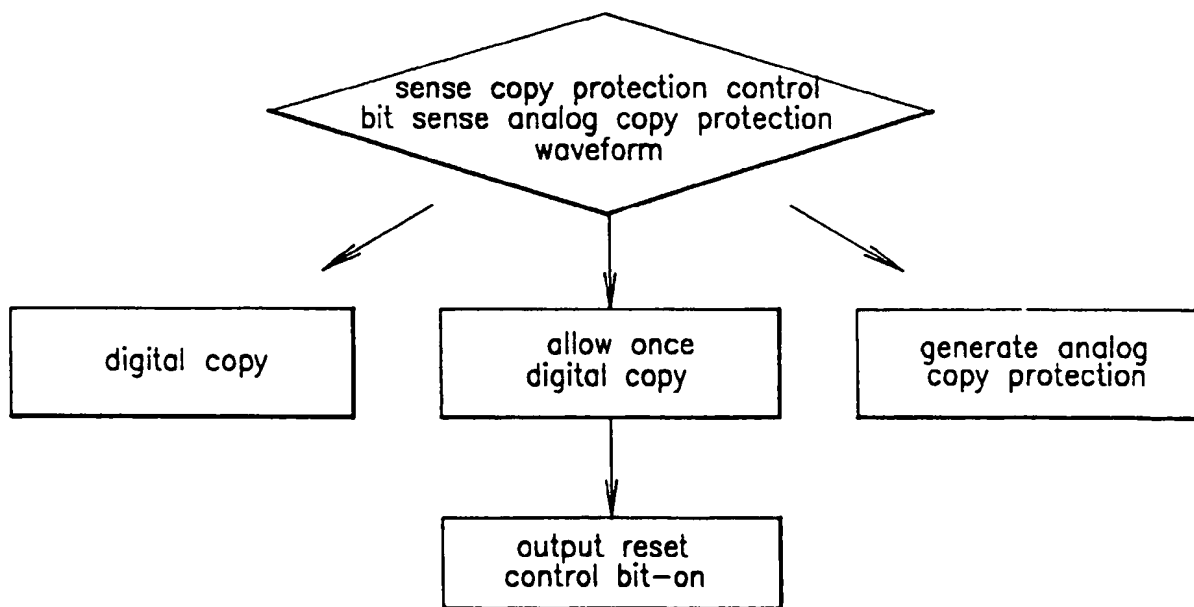 sense copy protection control
bit sense analog copy protection
waveform
digital copy
allow once
digital copy
generate analog
copy protection
output reset
control bit-on